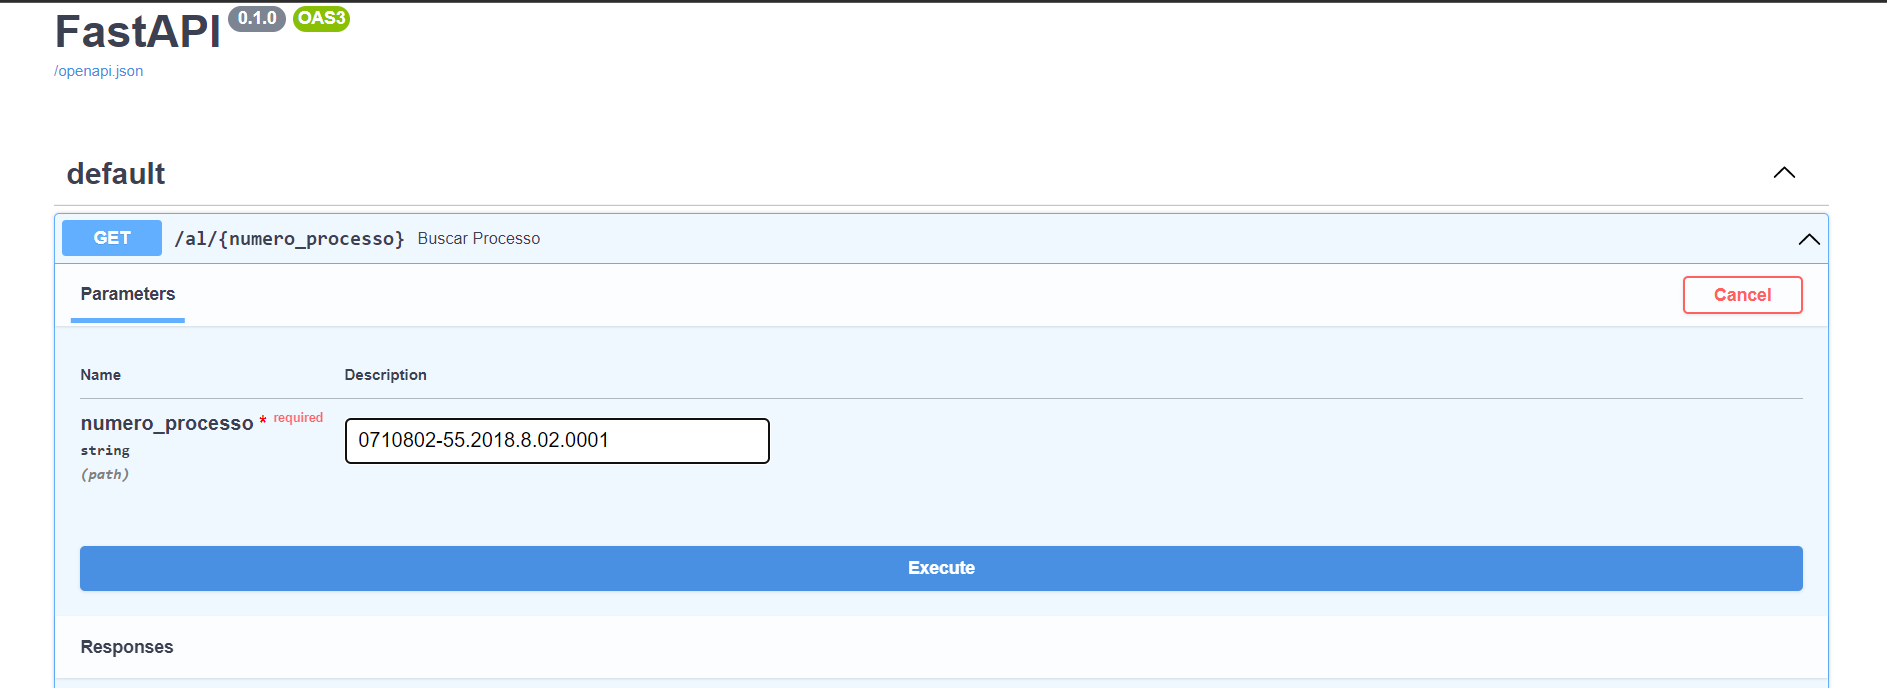 FastAPI 0.1.0 OAS3
/openapi.json
default
GET /al/{numero_processo} Buscar Processo
Parameters
Cancel
Name Description
numero_processo * required
string
(path)
0710802-55.2018.8.02.0001
Execute
Responses